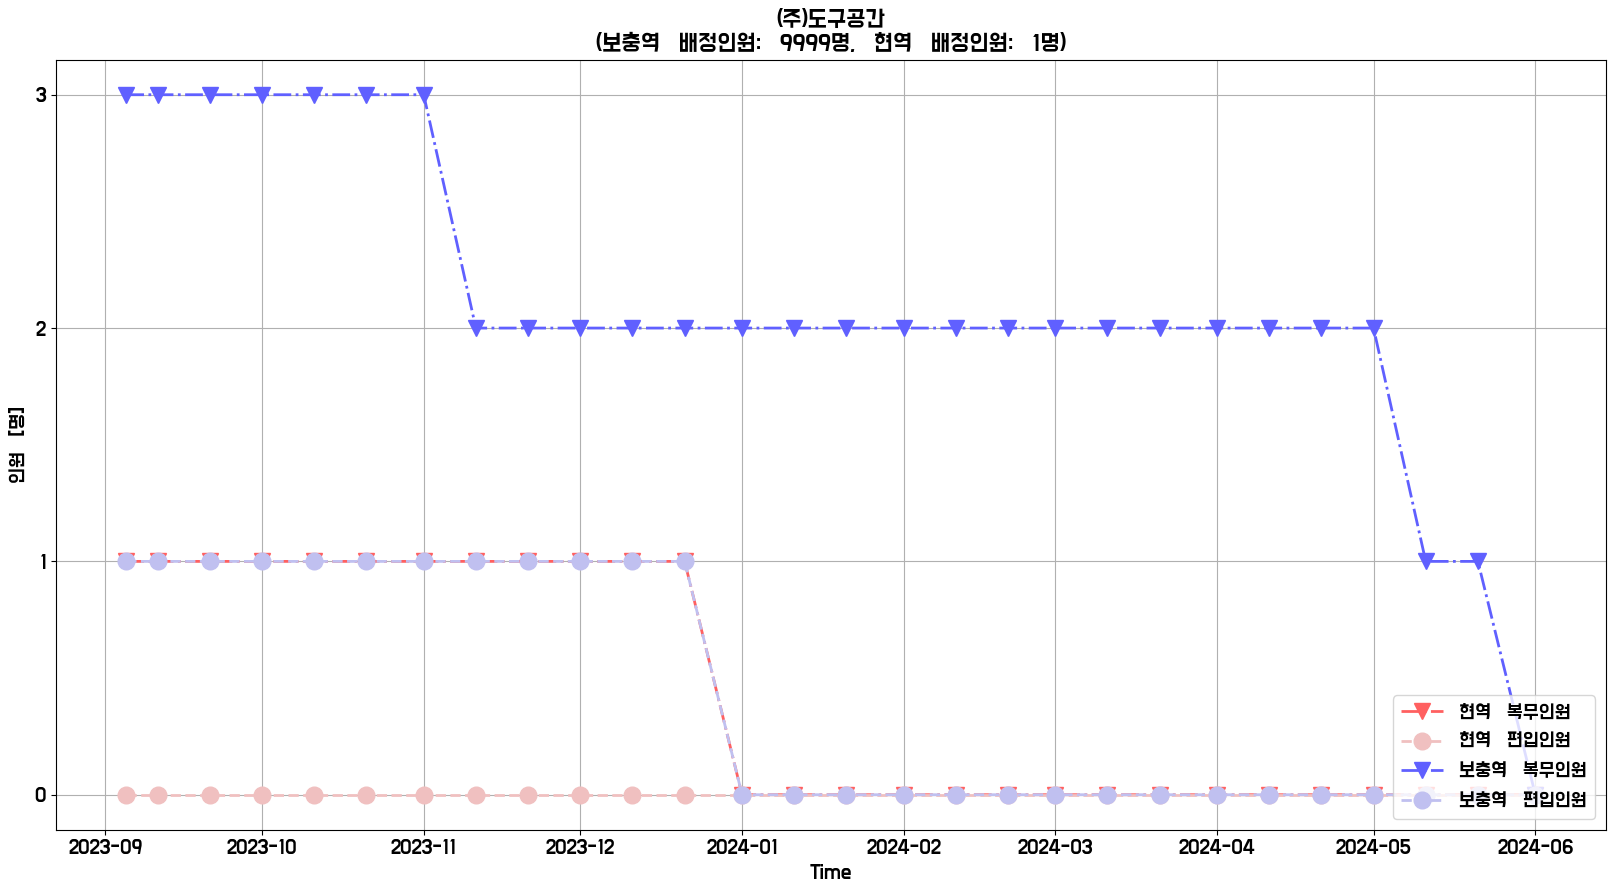 (주)도구공간
(보충역 배정인원: 9999명, 현역 배정인원: 1명)
3
2
1
0
인원 [명]
2023-09 2023-10 2023-11 2023-12 2024-01 2024-02 2024-03 2024-04 2024-05 2024-06
Time
현역 복무인원
현역 편입인원
보충역 복무인원
보충역 편입인원